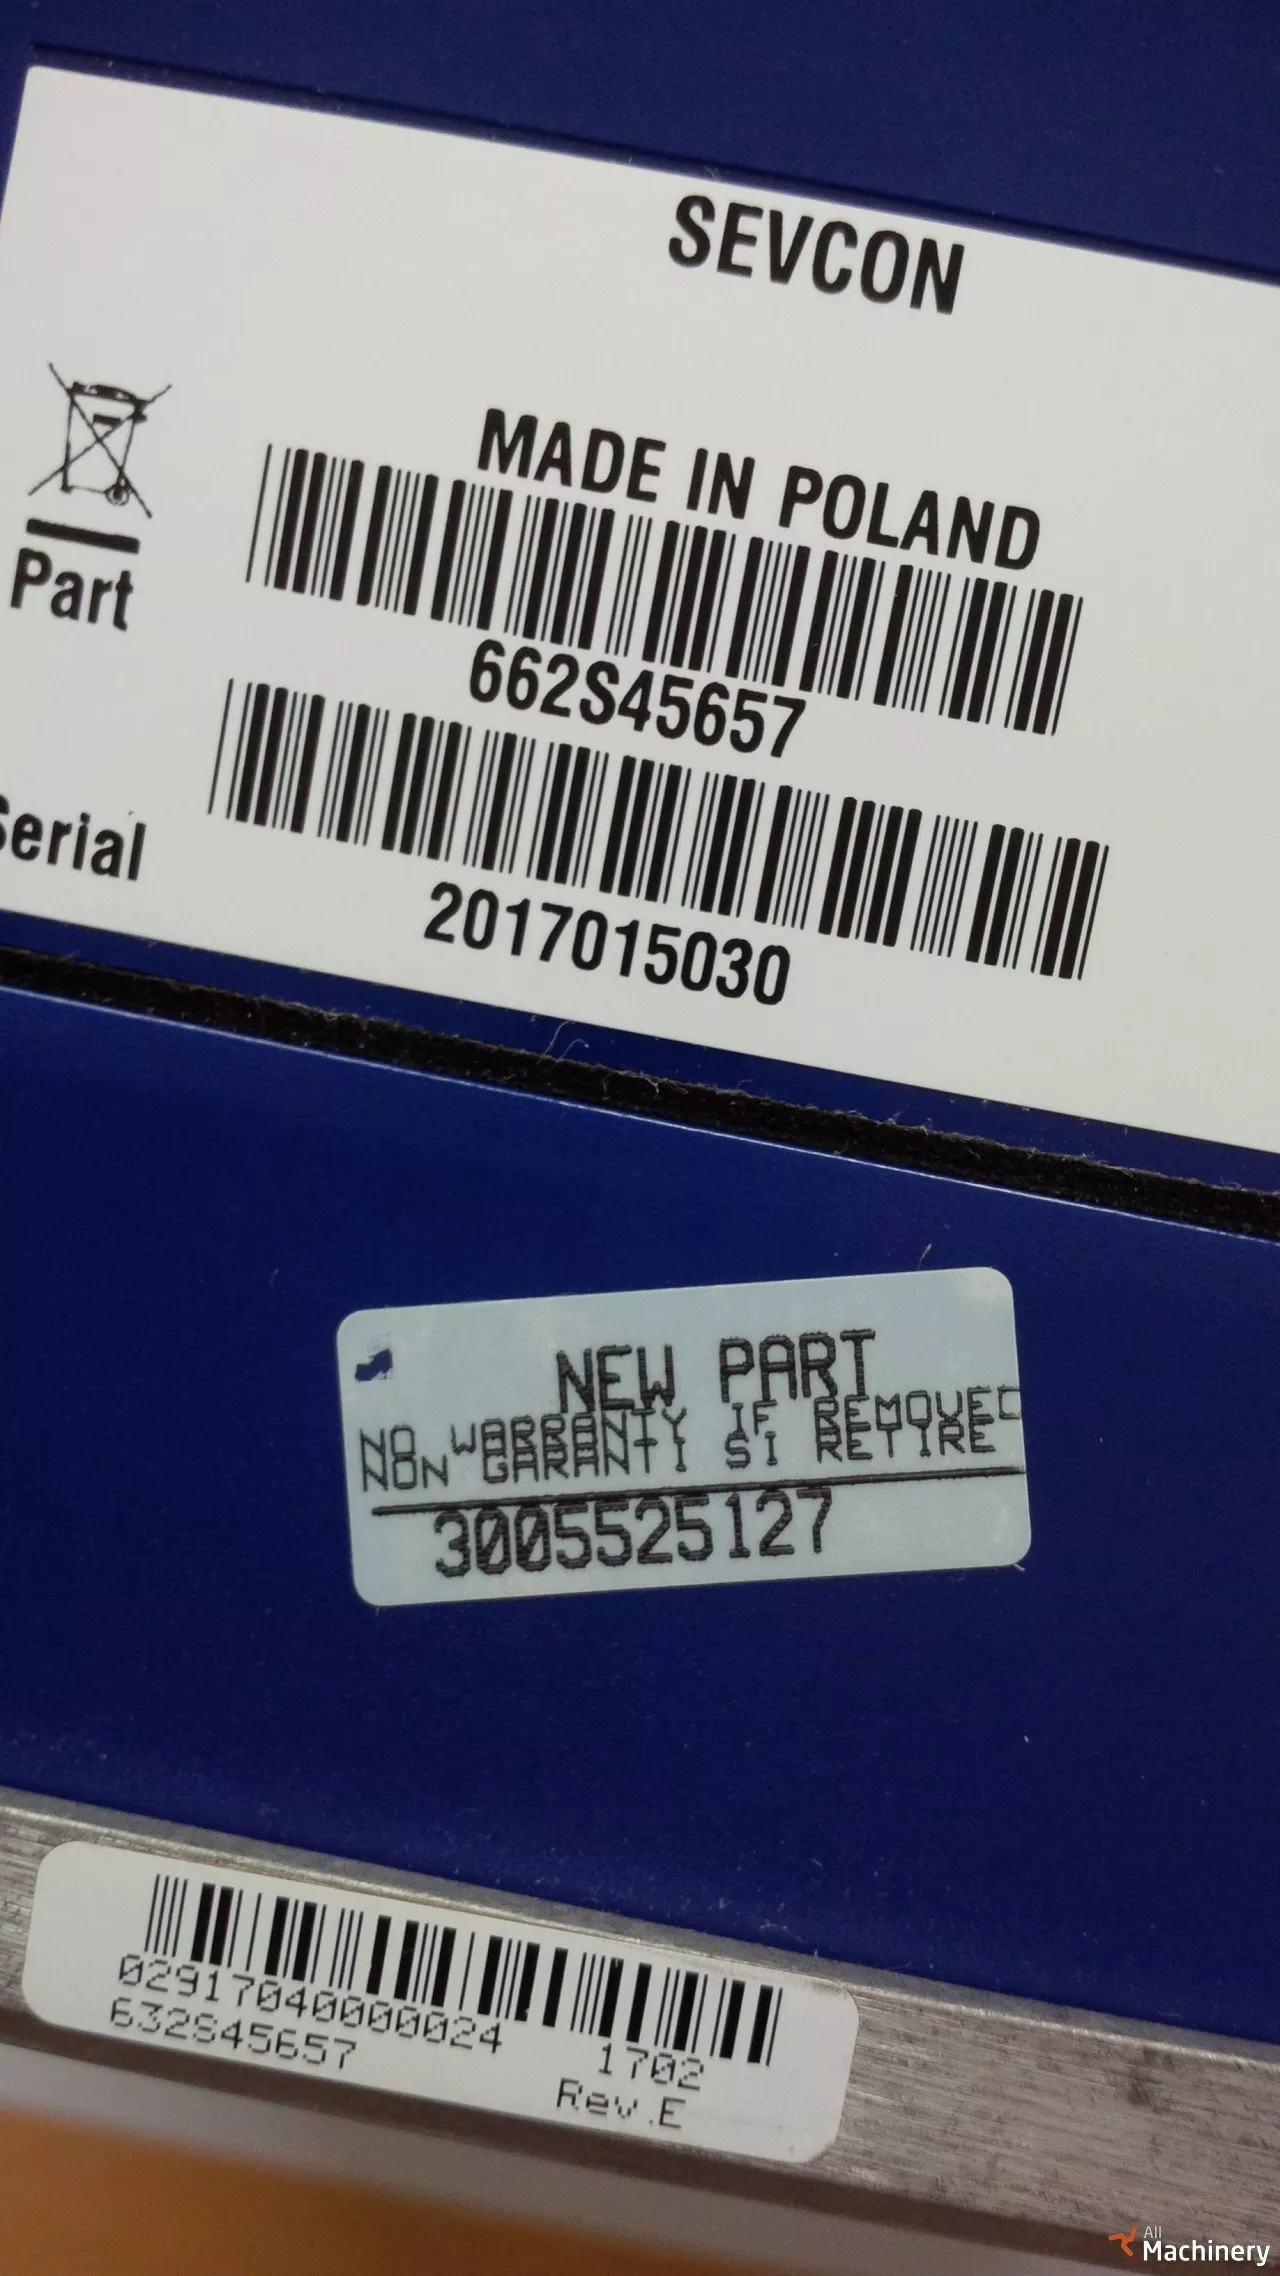 SEVCON
MADE IN POLAND
Part
662S45657
Serial
2017015030
NEW PART
NO WARRANTY IF REMOVED
NON GARANTI SI RETIRE
3005525127
02917040000024 1702
632S45657
Rev.E
All
Machinery